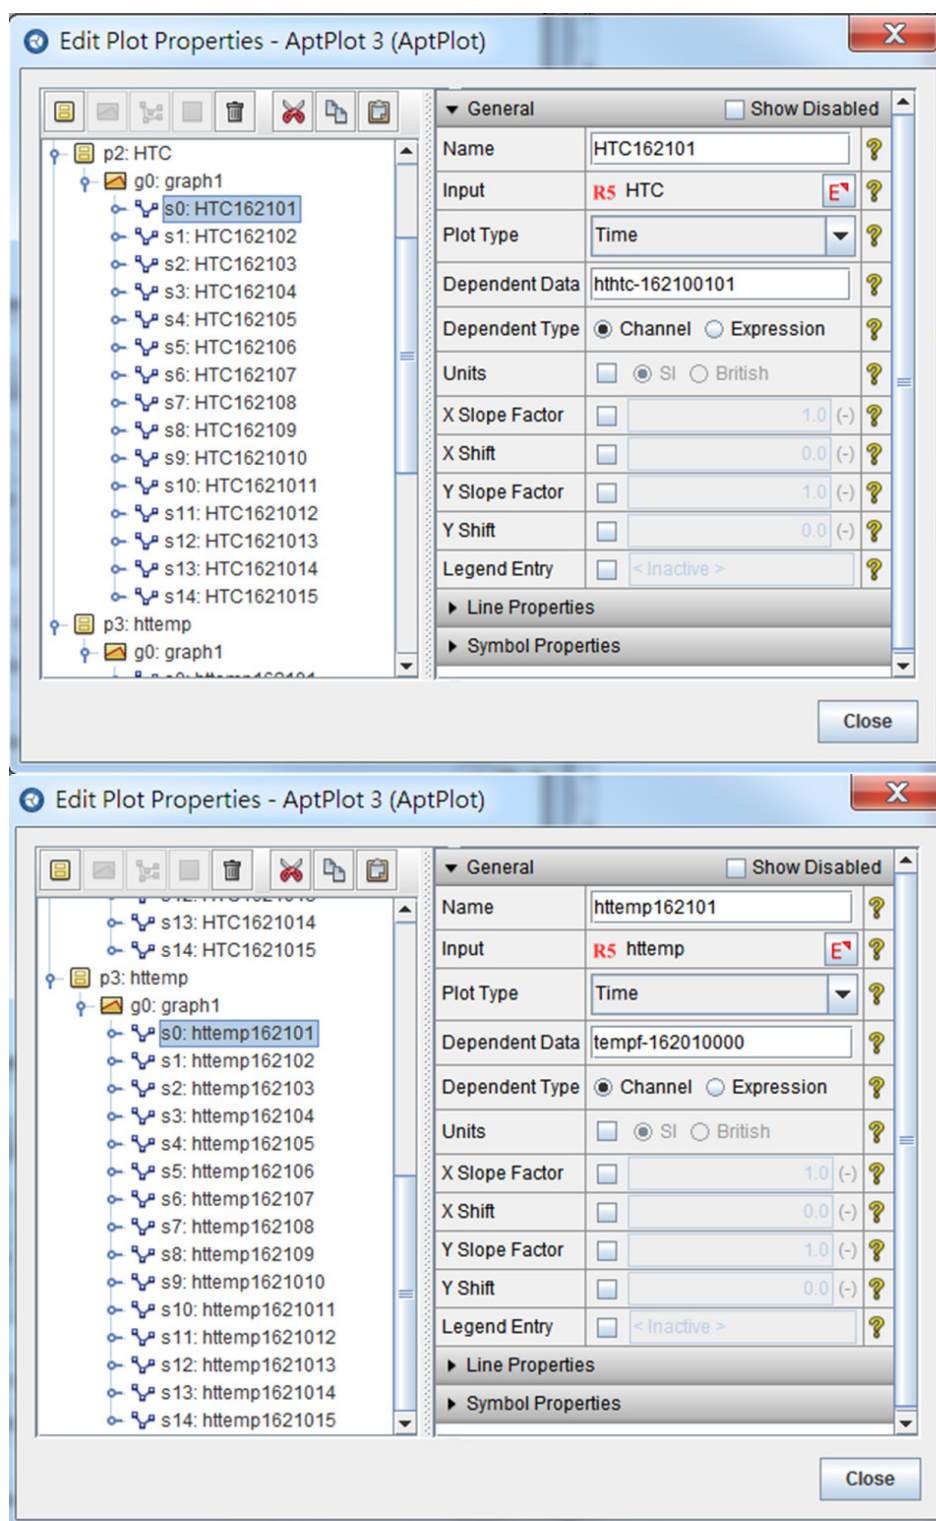 Edit Plot Properties - AptPlot 3 (AptPlot)
General
Show Disabled
p2: HTC
g0: graph1
s0: HTC162101
s1: HTC162102
s2: HTC162103
s3: HTC162104
s4: HTC162105
s5: HTC162106
s6: HTC162107
s7: HTC162108
s8: HTC162109
s9: HTC1621010
s10: HTC1621011
s11: HTC1621012
s12: HTC1621013
s13: HTC1621014
s14: HTC1621015
p3: httemp
g0: graph1
Name HTC162101
Input R5 HTC E
Plot Type Time
Dependent Data hthtc-162100101
Dependent Type Channel Expression
Units SI British
X Slope Factor 1.0 (-)
X Shift 0.0 (-)
Y Slope Factor 1.0 (-)
Y Shift 0.0 (-)
Legend Entry < Inactive >
Line Properties
Symbol Properties
Close
Edit Plot Properties - AptPlot 3 (AptPlot)
General
Show Disabled
s13: HTC1621014
s14: HTC1621015
p3: httemp
g0: graph1
s0: httemp162101
s1: httemp162102
s2: httemp162103
s3: httemp162104
s4: httemp162105
s5: httemp162106
s6: httemp162107
s7: httemp162108
s8: httemp162109
s9: httemp1621010
s10: httemp1621011
s11: httemp1621012
s12: httemp1621013
s13: httemp1621014
s14: httemp1621015
Name httemp162101
Input R5 httemp E
Plot Type Time
Dependent Data tempf-162010000
Dependent Type Channel Expression
Units SI British
X Slope Factor 1.0 (-)
X Shift 0.0 (-)
Y Slope Factor 1.0 (-)
Y Shift 0.0 (-)
Legend Entry < Inactive >
Line Properties
Symbol Properties
Close